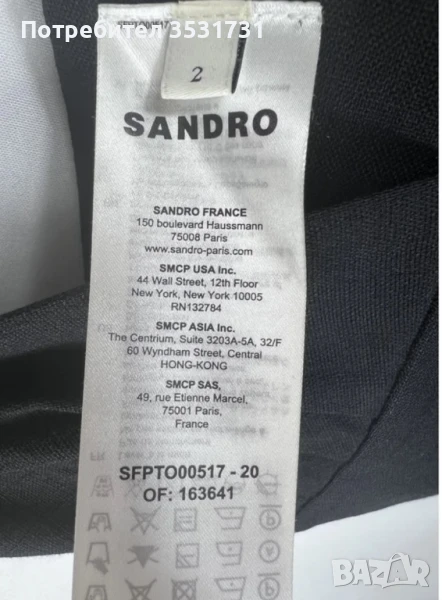 Потребител 3531731
SFPTO00517
2
SANDRO
SANDRO FRANCE
150 boulevard Haussmann
75008 Paris
www.sandro-paris.com
SMCP USA Inc.
44 Wall Street, 12th Floor
New York, New York 10005
RN132784
SMCP ASIA Inc.
The Centrium, Suite 3203A-5A, 32/F
60 Wyndham Street, Central
HONG-KONG
SMCP SAS,
49, rue Etienne Marcel,
75001 Paris,
France
SFPTO00517 - 20
OF: 163641
BAZAR